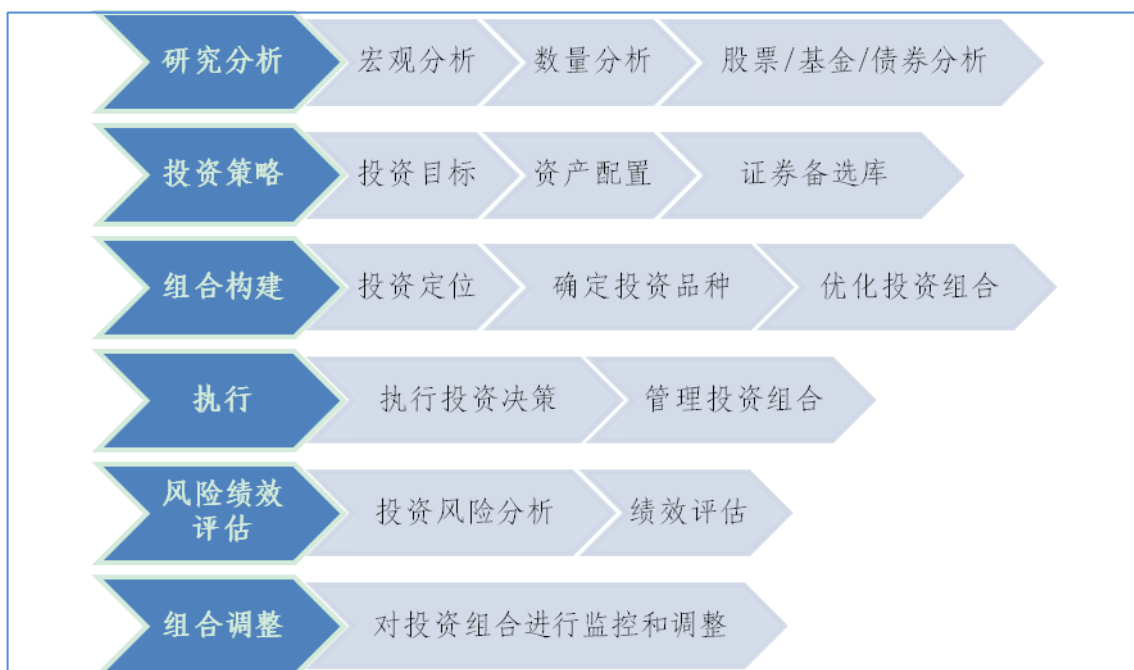 研究分析 宏观分析 数量分析 股票/基金/债券分析
投资策略 投资目标 资产配置 证券备选库
组合构建 投资定位 确定投资品种 优化投资组合
执行 执行投资决策 管理投资组合
风险绩效
评估 投资风险分析 绩效评估
组合调整 对投资组合进行监控和调整